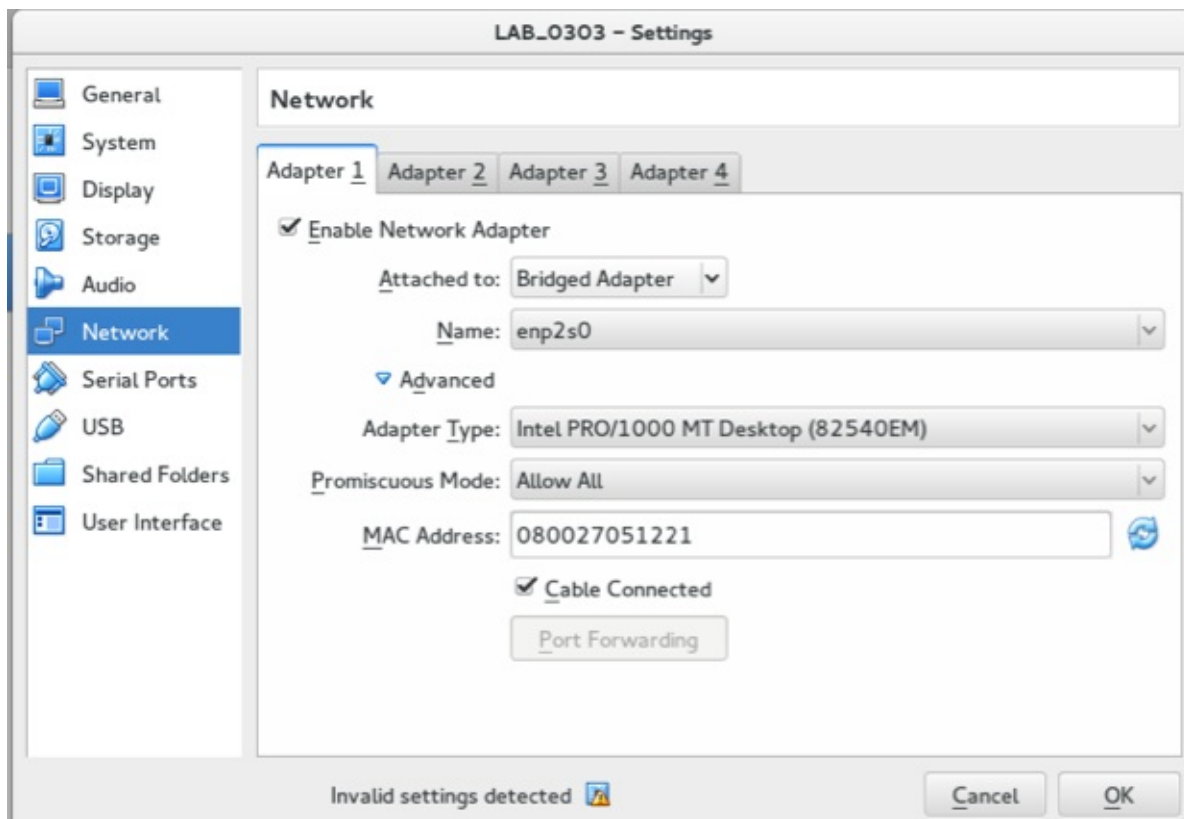 LAB_0303 – Settings
General
System
Display
Storage
Audio
Network
Serial Ports
USB
Shared Folders
User Interface
Network
Adapter 1 Adapter 2 Adapter 3 Adapter 4
Enable Network Adapter
Attached to: Bridged Adapter
Name: enp2s0
Advanced
Adapter Type: Intel PRO/1000 MT Desktop (82540EM)
Promiscuous Mode: Allow All
MAC Address: 080027051221
Cable Connected
Port Forwarding
Invalid settings detected
Cancel OK